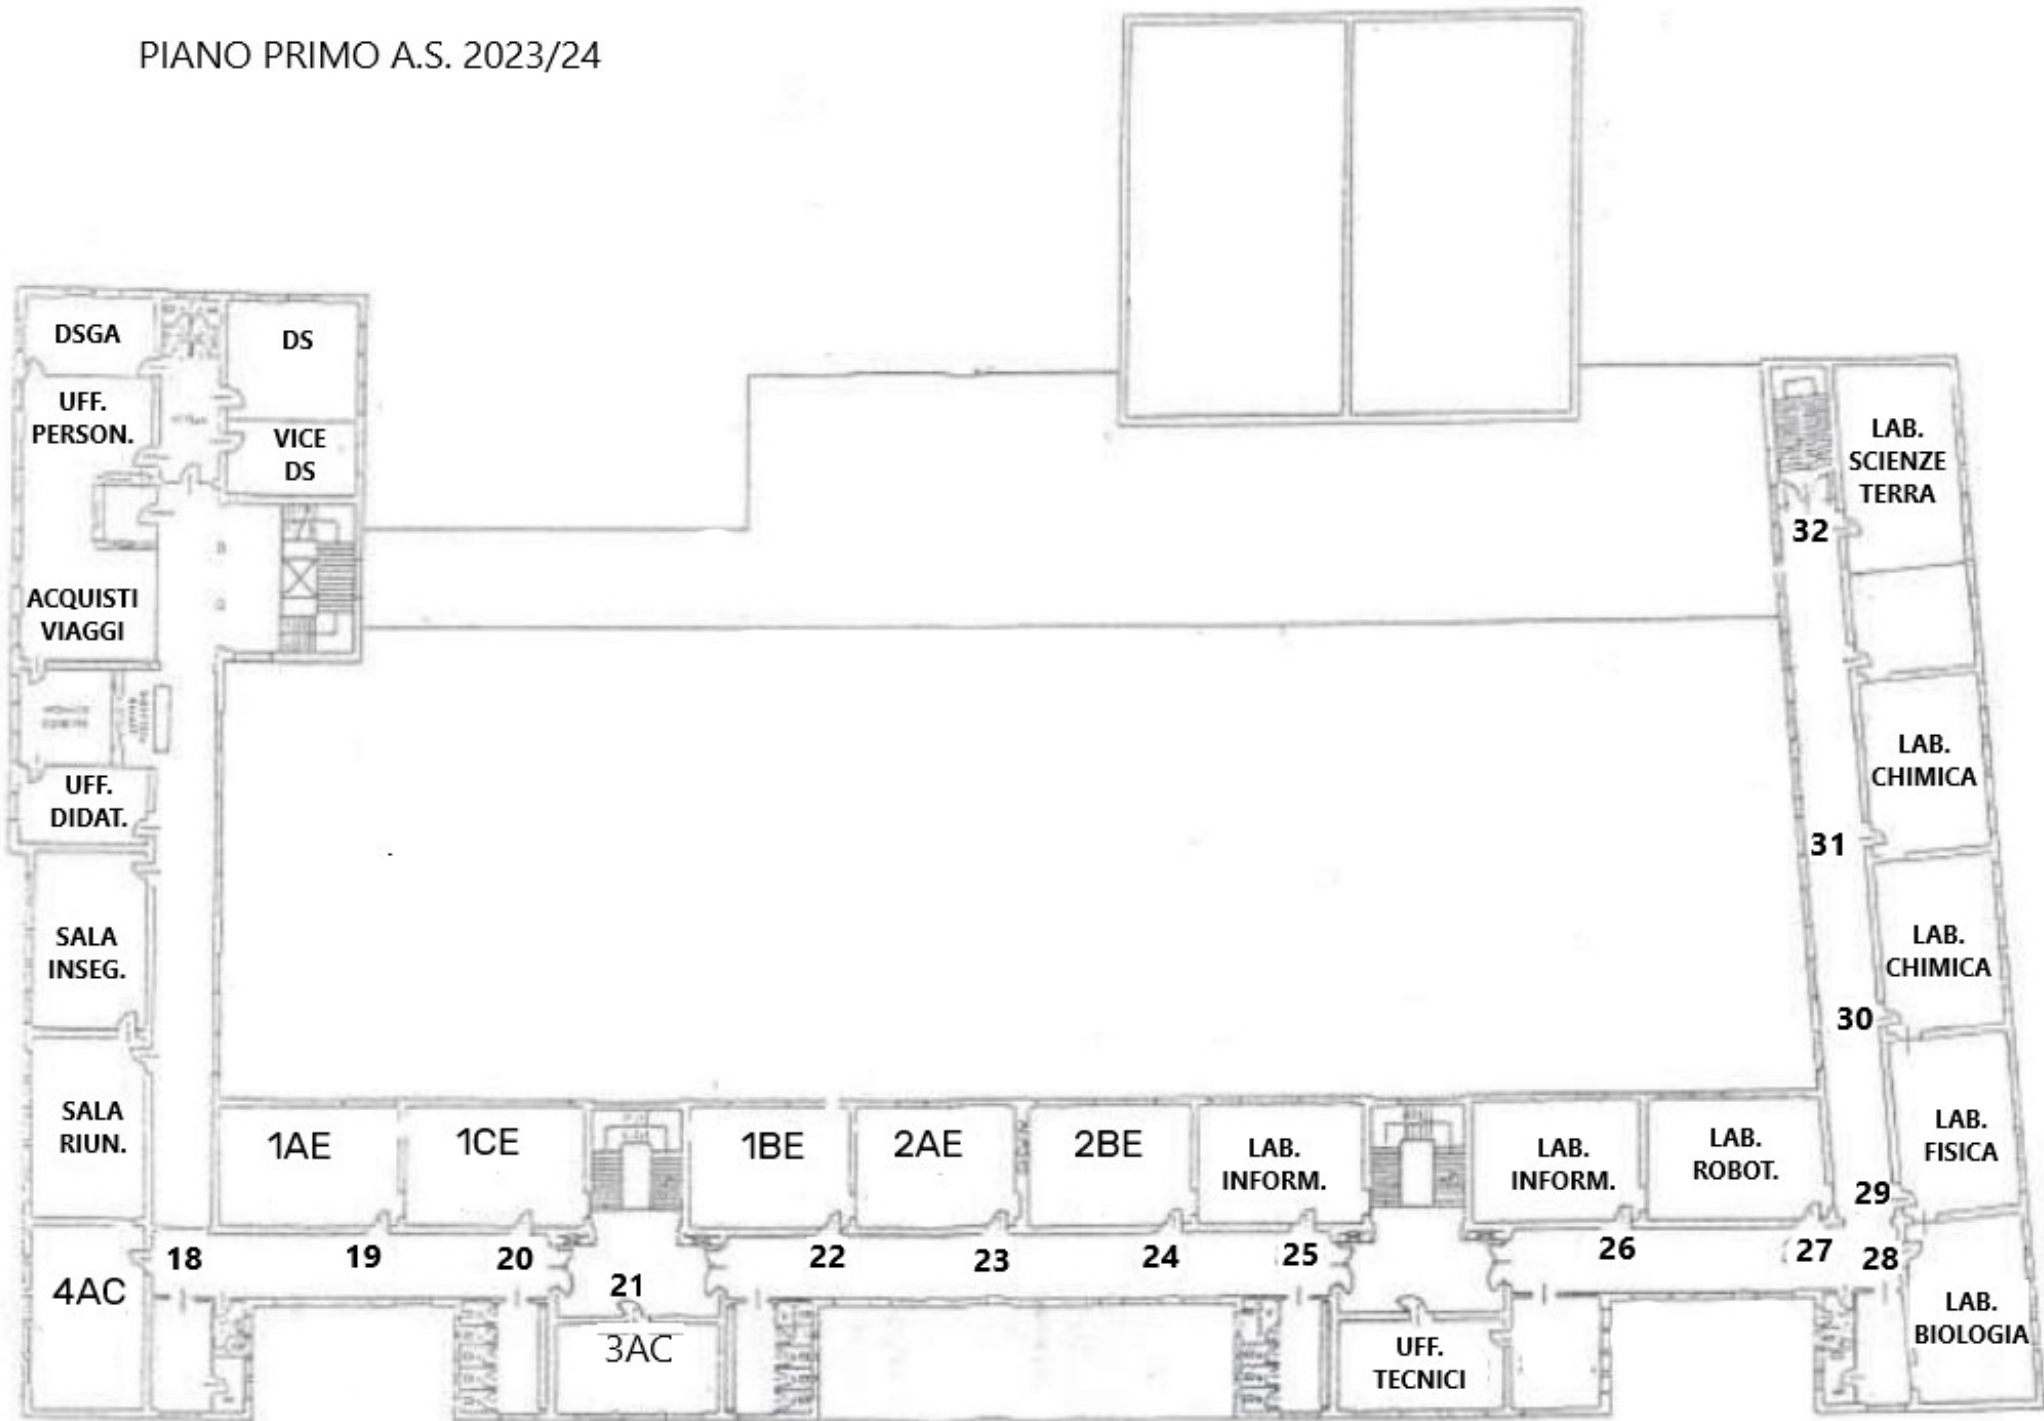 PIANO PRIMO A.S. 2023/24
DSGA
DS
UFF.
PERSON.
VICE
DS
ACQUISTI
VIAGGI
UFF.
DIDAT.
SALA
INSEG.
SALA
RIUN.
4AC
18
1AE
19
1CE
20
21
3AC
1BE
22
2AE
23
2BE
24
LAB.
INFORM.
25
UFF.
TECNICI
LAB.
INFORM.
26
LAB.
ROBOT.
27
28
LAB.
BIOLOGIA
29
LAB.
FISICA
30
LAB.
CHIMICA
31
LAB.
CHIMICA
32
LAB.
SCIENZE
TERRA